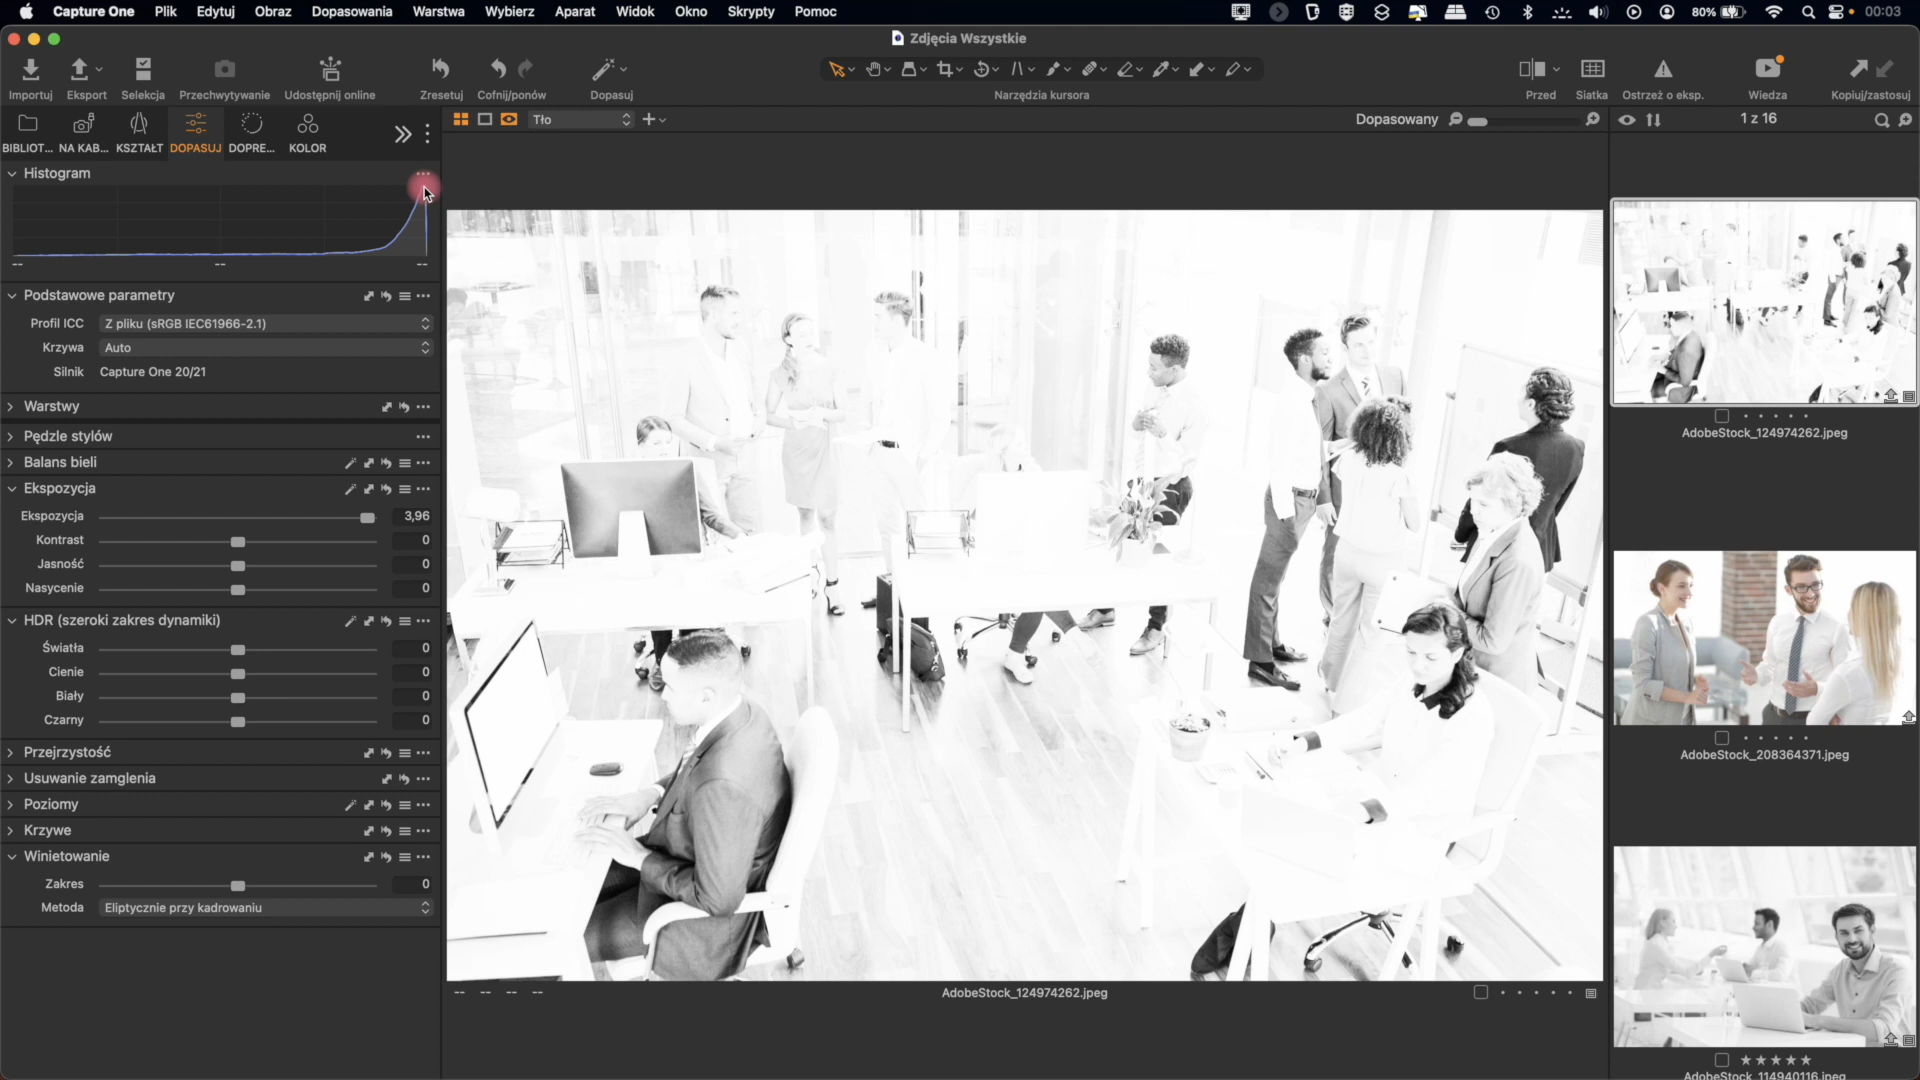 Capture One Plik Edytuj Obraz Dopasowania Warstwa Wybierz Aparat Widok Okno Skrypty Pomoc 80% 00:03
Zdjęcia Wszystkie
Importuj Eksport Selekcja Przechwytywanie Udostępnij online Zresetuj Cofnij/ponów Dopasuj Narzędzia kursora Przed Siatka Ostrzeż o eksp. Wiedza Kopiuj/zastosuj
BIBLIOT... NA KAB... KSZTAŁT DOPASUJ DOPRE... KOLOR
Tło Dopasowany 1 z 16
Histogram
-- -- --
Podstawowe parametry
Profil ICC Z pliku (sRGB IEC61966-2.1)
Krzywa Auto
Silnik Capture One 20/21
Warstwy
Pędzle stylów
Balans bieli
Ekspozycja
Ekspozycja 3,96
Kontrast 0
Jasność 0
Nasycenie 0
HDR (szeroki zakres dynamiki)
Światła 0
Cienie 0
Biały 0
Czarny 0
Przejrzystość
Usuwanie zamglenia
Poziomy
Krzywe
Winietowanie
Zakres 0
Metoda Eliptycznie przy kadrowaniu
-- -- -- --
AdobeStock_124974262.jpeg
AdobeStock_124974262.jpeg
AdobeStock_208364371.jpeg
AdobeStock_114940116.jpeg